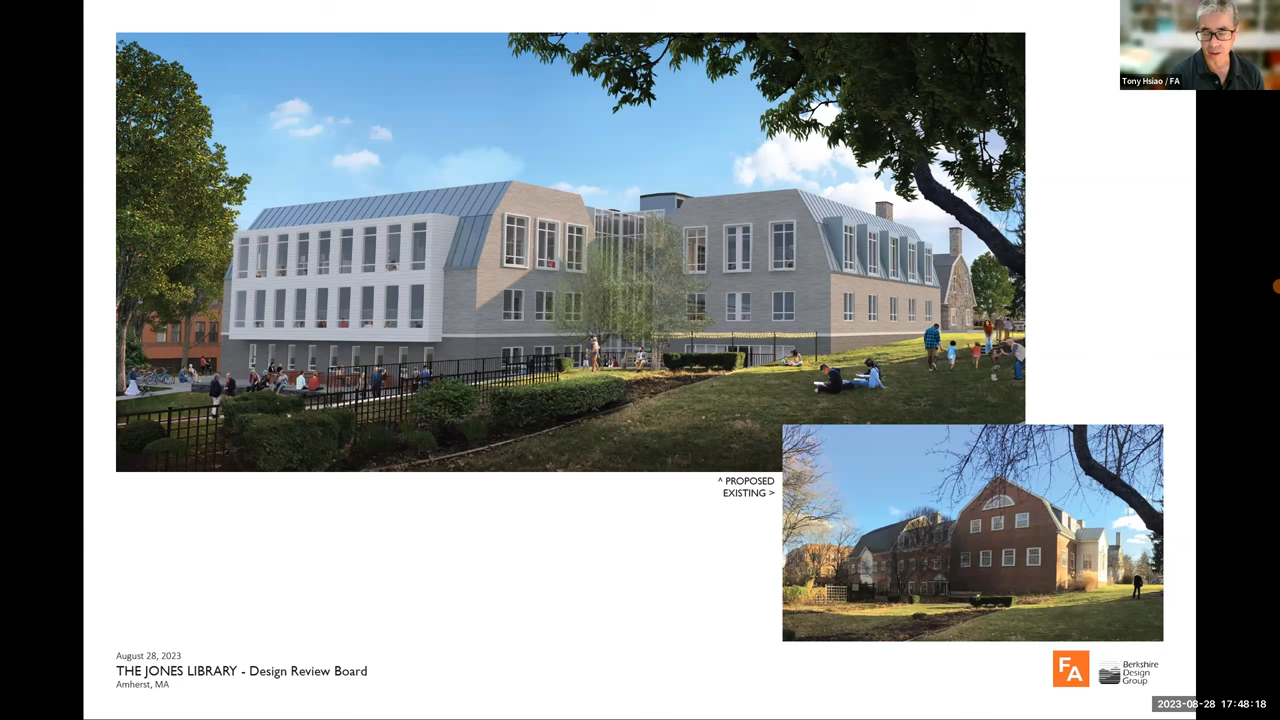 Tony Hsiao / FA
^ PROPOSED
EXISTING >
August 28, 2023
THE JONES LIBRARY - Design Review Board
Amherst, MA
FA
Berkshire
Design
Group
2023-08-28 17:48:18